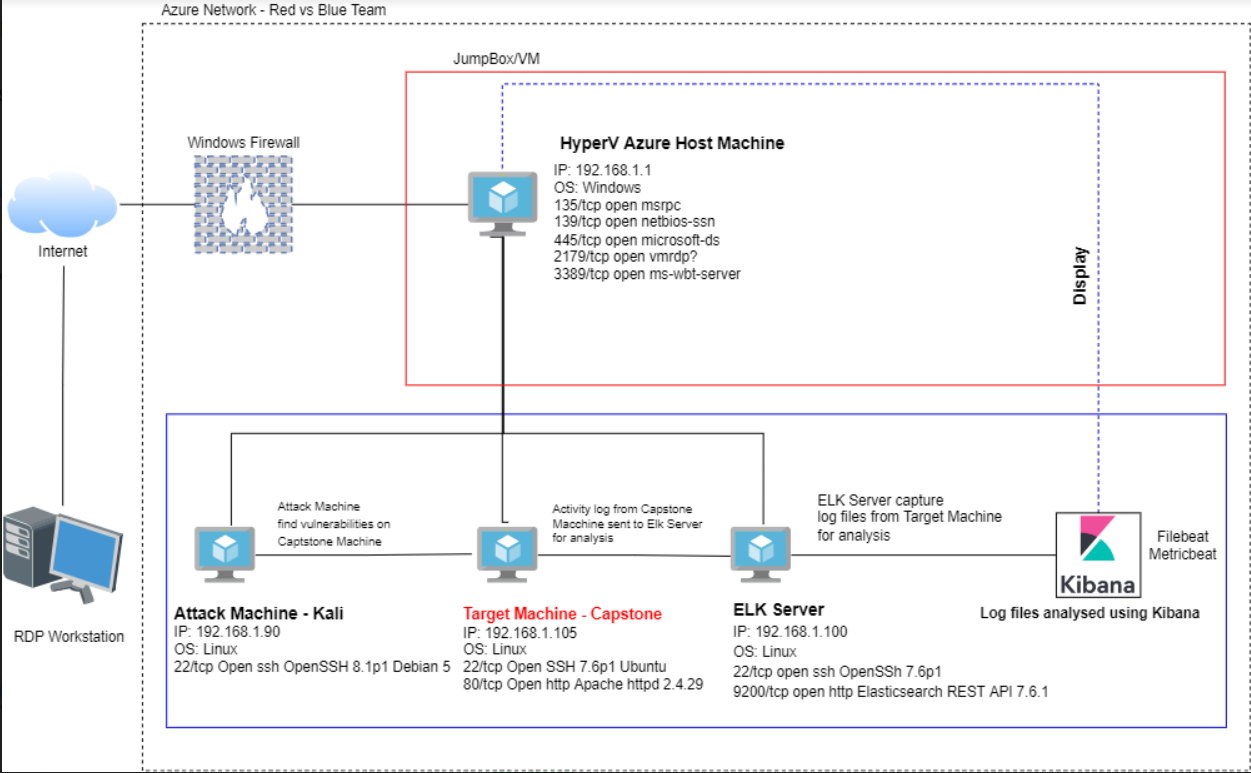 Azure Network - Red vs Blue Team
JumpBox/VM
Windows Firewall
HyperV Azure Host Machine
IP: 192.168.1.1
OS: Windows
135/tcp open msrpc
139/tcp open netbios-ssn
445/tcp open microsoft-ds
2179/tcp open vmrdp?
3389/tcp open ms-wbt-server
Internet
Display
Attack Machine
find vulnerabilities on
Captstone Machine
Activity log from Capstone
Macchine sent to Elk Server
for analysis
ELK Server capture
log files from Target Machine
for analysis
Kibana
Filebeat
Metricbeat
Log files analysed using Kibana
RDP Workstation
Attack Machine - Kali
IP: 192.168.1.90
OS: Linux
22/tcp Open ssh OpenSSH 8.1p1 Debian 5
Target Machine - Capstone
IP: 192.168.1.105
OS: Linux
22/tcp Open SSH 7.6p1 Ubuntu
80/tcp Open http Apache httpd 2.4.29
ELK Server
IP: 192.168.1.100
OS: Linux
22/tcp open ssh OpenSSh 7.6p1
9200/tcp open http Elasticsearch REST API 7.6.1